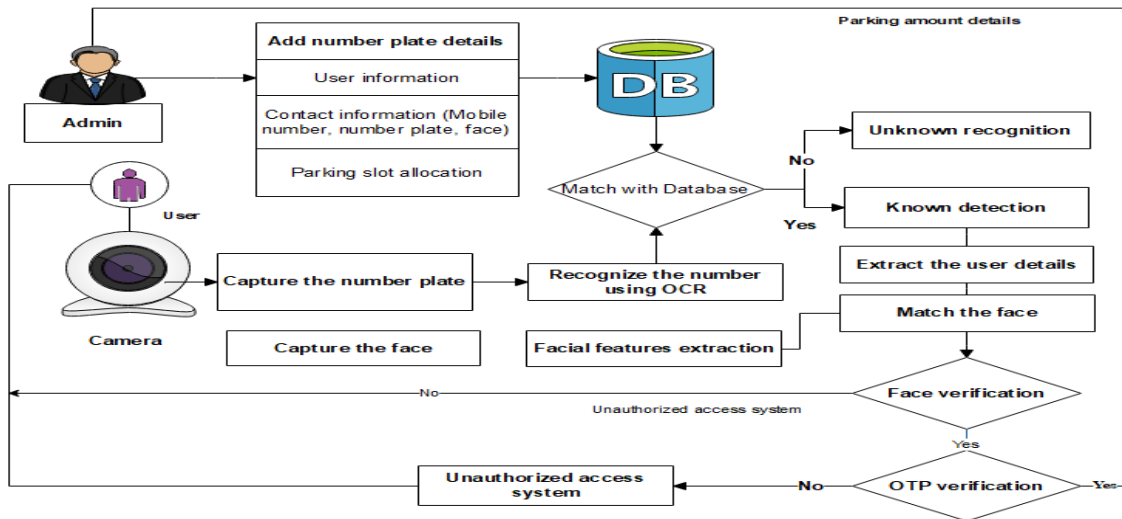 Parking amount details
Add number plate details
User information
Contact information (Mobile
number, number plate, face)
Parking slot allocation
Admin
DB
Unknown recognition
No
Match with Database
Yes
Known detection
User
Extract the user details
Capture the number plate
Recognize the number
using OCR
Match the face
Camera
Capture the face
Facial features extraction
Face verification
No
Unauthorized access system
Yes
Unauthorized access
system
No
OTP verification
Yes